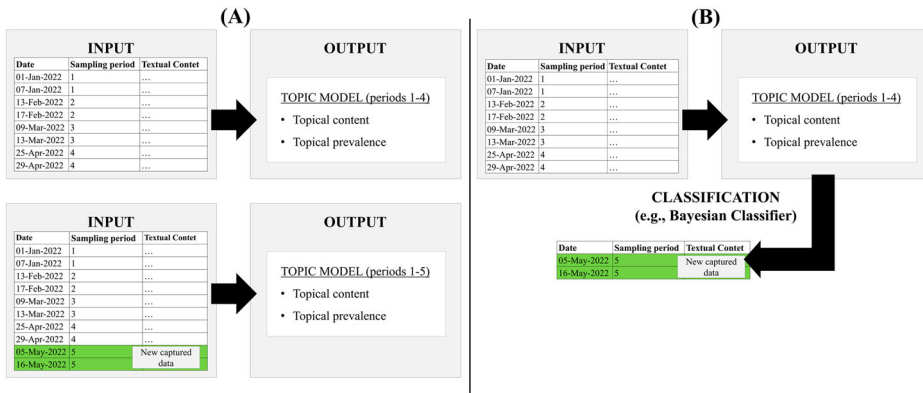 (A)
INPUT
Date Sampling period Textual Contet
01-Jan-2022 1 ...
07-Jan-2022 1 ...
13-Feb-2022 2 ...
17-Feb-2022 2 ...
09-Mar-2022 3 ...
13-Mar-2022 3 ...
25-Apr-2022 4 ...
29-Apr-2022 4 ...
OUTPUT
TOPIC MODEL (periods 1-4)
• Topical content
• Topical prevalence
INPUT
Date Sampling period Textual Contet
01-Jan-2022 1 ...
07-Jan-2022 1 ...
13-Feb-2022 2 ...
17-Feb-2022 2 ...
09-Mar-2022 3 ...
13-Mar-2022 3 ...
25-Apr-2022 4 ...
29-Apr-2022 4 ...
05-May-2022 5 New captured
16-May-2022 5 data
OUTPUT
TOPIC MODEL (periods 1-5)
• Topical content
• Topical prevalence
(B)
INPUT
Date Sampling period Textual Contet
01-Jan-2022 1 ...
07-Jan-2022 1 ...
13-Feb-2022 2 ...
17-Feb-2022 2 ...
09-Mar-2022 3 ...
13-Mar-2022 3 ...
25-Apr-2022 4 ...
29-Apr-2022 4 ...
OUTPUT
TOPIC MODEL (periods 1-4)
• Topical content
• Topical prevalence
CLASSIFICATION
(e.g., Bayesian Classifier)
Date Sampling period Textual Contet
05-May-2022 5 New captured
16-May-2022 5 data